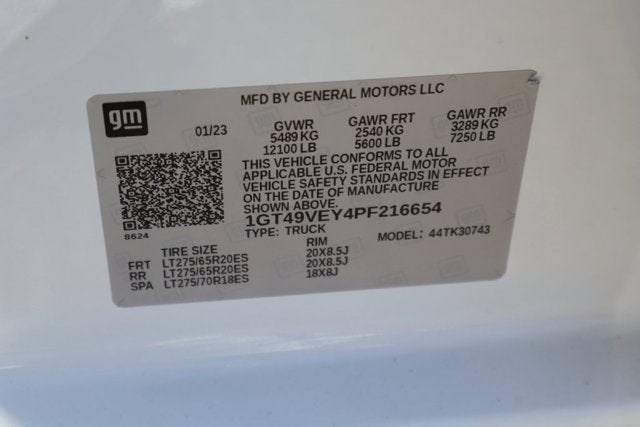 MFD BY GENERAL MOTORS LLC
gm
01/23
GVWR GAWR FRT GAWR RR
5489 KG 2540 KG 3289 KG
12100 LB 5600 LB 7250 LB
THIS VEHICLE CONFORMS TO ALL
APPLICABLE U.S. FEDERAL MOTOR
VEHICLE SAFETY STANDARDS IN EFFECT
ON THE DATE OF MANUFACTURE
SHOWN ABOVE.
1GT49VEY4PF216654
8624
TYPE: TRUCK MODEL: 44TK30743
TIRE SIZE RIM
FRT LT275/65R20ES 20X8.5J
RR LT275/65R20ES 20X8.5J
SPA LT275/70R18ES 18X8J